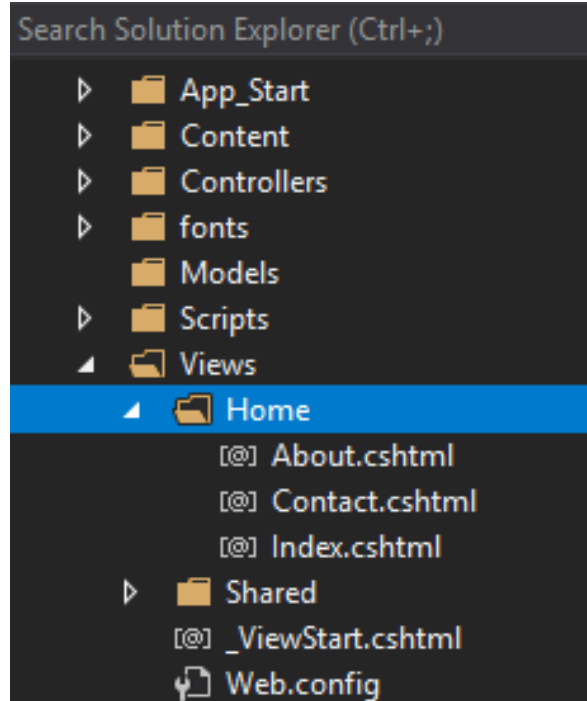 Search Solution Explorer (Ctrl+;)
App_Start
Content
Controllers
fonts
Models
Scripts
Views
Home
[@] About.cshtml
[@] Contact.cshtml
[@] Index.cshtml
Shared
[@] _ViewStart.cshtml
Web.config